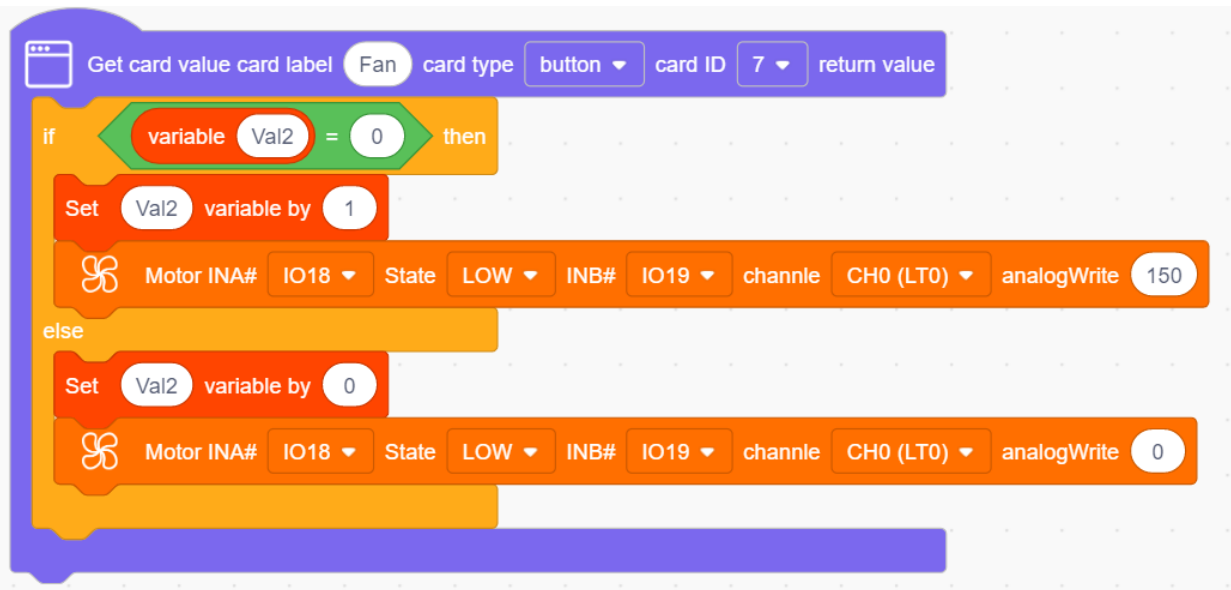 Get card value card label Fan card type button card ID 7 return value
if variable Val2 = 0 then
Set Val2 variable by 1
Motor INA# IO18 State LOW INB# IO19 channle CH0 (LT0) analogWrite 150
else
Set Val2 variable by 0
Motor INA# IO18 State LOW INB# IO19 channle CH0 (LT0) analogWrite 0